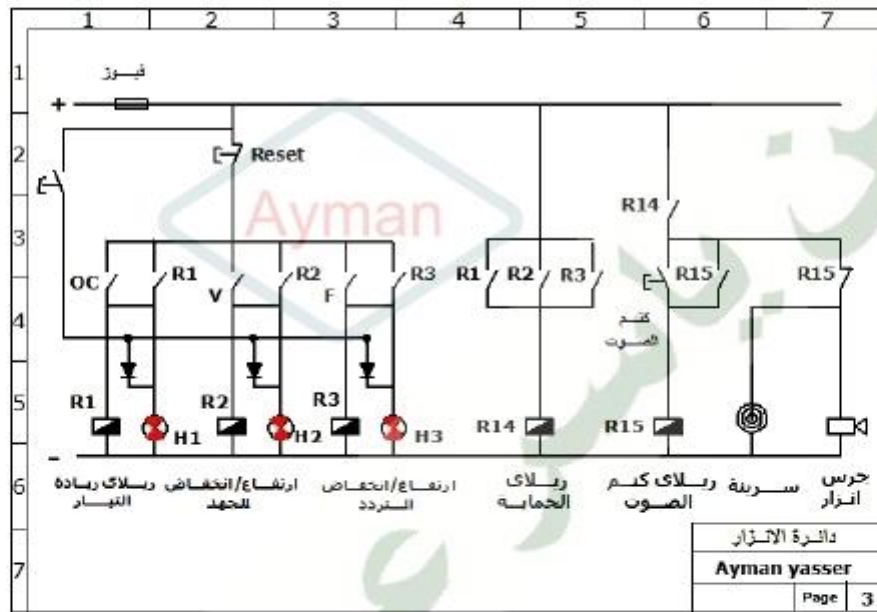 1 2 3 4 5 6 7
1
2
3
4
5
6
7
فيوز
+
Reset
Ayman
R14
OC R1 V R2 F R3 R1 R2 R3 R15 R15
كتم
الصوت
R1 H1 R2 H2 R3 H3 R14 R15
-
ريلاى زيادة
التيار
ارتفاع/انخفاض
الجهد
ارتفاع/انخفاض
التردد
ريلاى
الحماية
ريلاى كتم
الصوت
سرينة
جرس
انزار
دائرة الانزار
Ayman yasser
Page 3